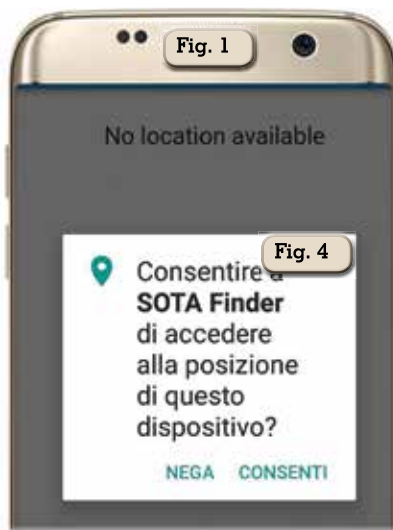 Fig. 1
No location available
Fig. 4
Consentire a
SOTA Finder
di accedere
alla posizione
di questo
dispositivo?
NEGA CONSENTI